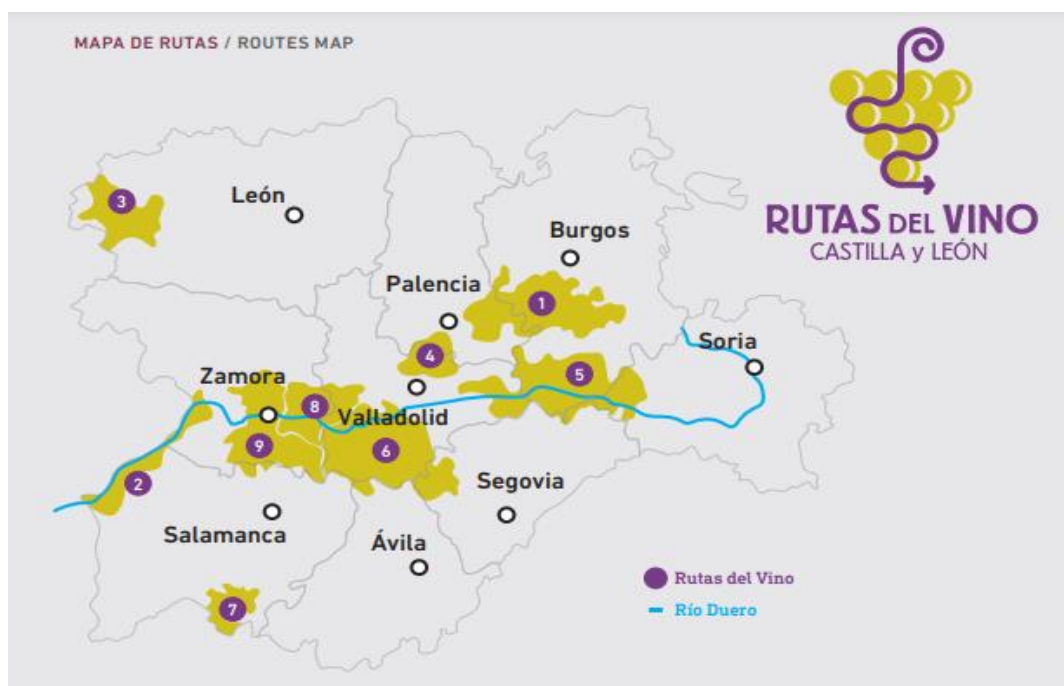 MAPA DE RUTAS / ROUTES MAP
RUTAS DEL VINO
CASTILLA y LEÓN
3
León
Burgos
Palencia
1
Soria
4
Zamora
5
8
Valladolid
9
6
2
Segovia
Salamanca
Ávila
7
Rutas del Vino
Río Duero